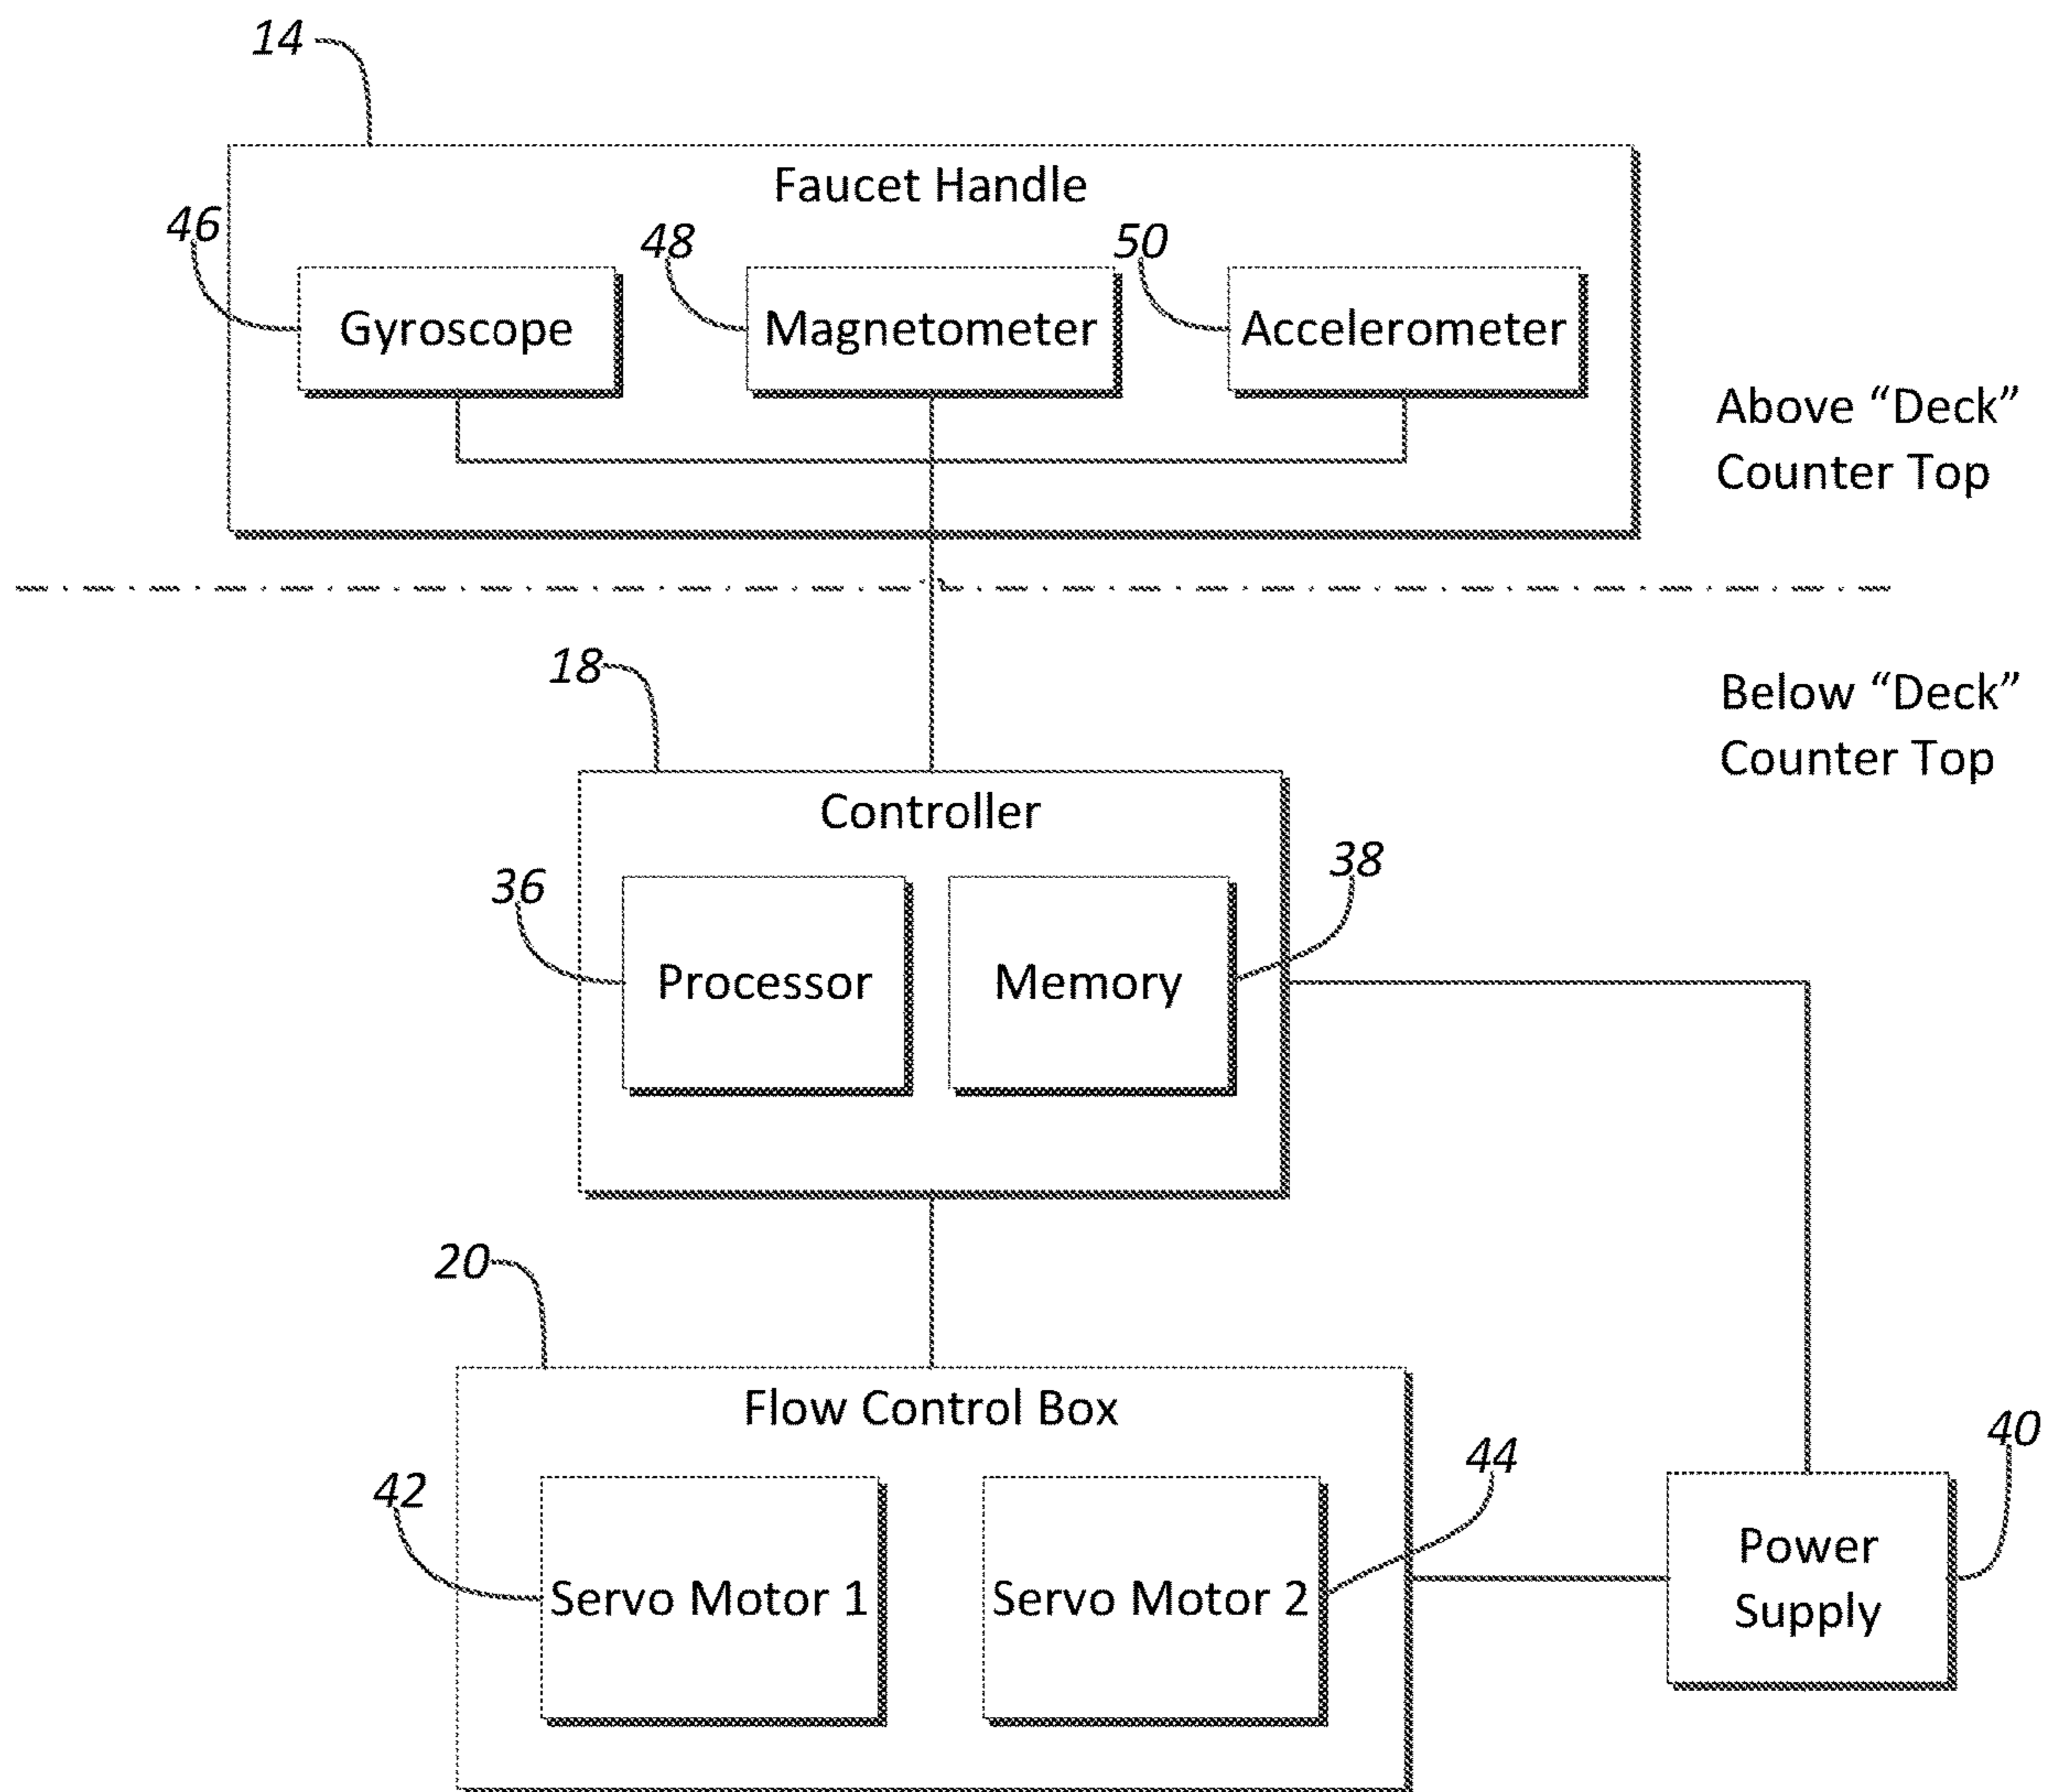 14
Faucet Handle
46
48
50
Gyroscope
Magnetometer
Accelerometer
Above “Deck”
Counter Top
18
Below “Deck”
Counter Top
Controller
36
38
Processor
Memory
20
Flow Control Box
42
44
40
Servo Motor 1
Servo Motor 2
Power
Supply